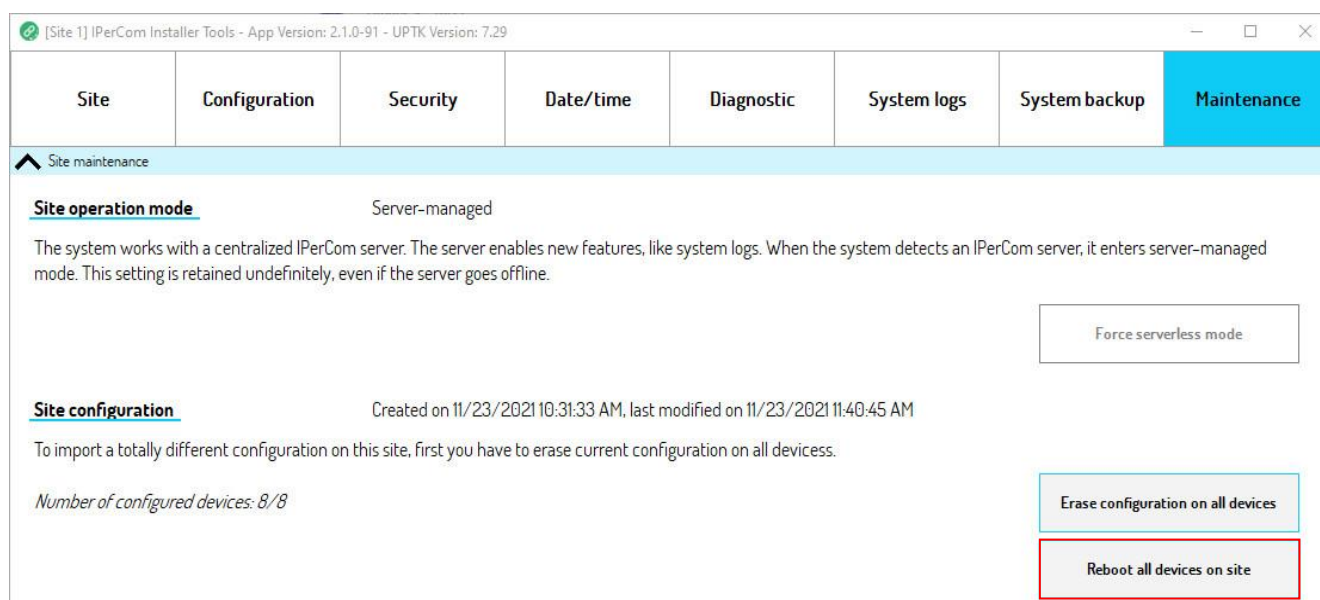 [Site 1] IPerCom Installer Tools - App Version: 2.1.0-91 - UPTK Version: 7.29
Site
Configuration
Security
Date/time
Diagnostic
System logs
System backup
Maintenance
Site maintenance
Site operation mode
Server-managed
The system works with a centralized IPerCom server. The server enables new features, like system logs. When the system detects an IPerCom server, it enters server-managed
mode. This setting is retained undefinitely, even if the server goes offline.
Force serverless mode
Site configuration
Created on 11/23/2021 10:31:33 AM, last modified on 11/23/2021 11:40:45 AM
To import a totally different configuration on this site, first you have to erase current configuration on all devicess.
Number of configured devices: 8/8
Erase configuration on all devices
Reboot all devices on site